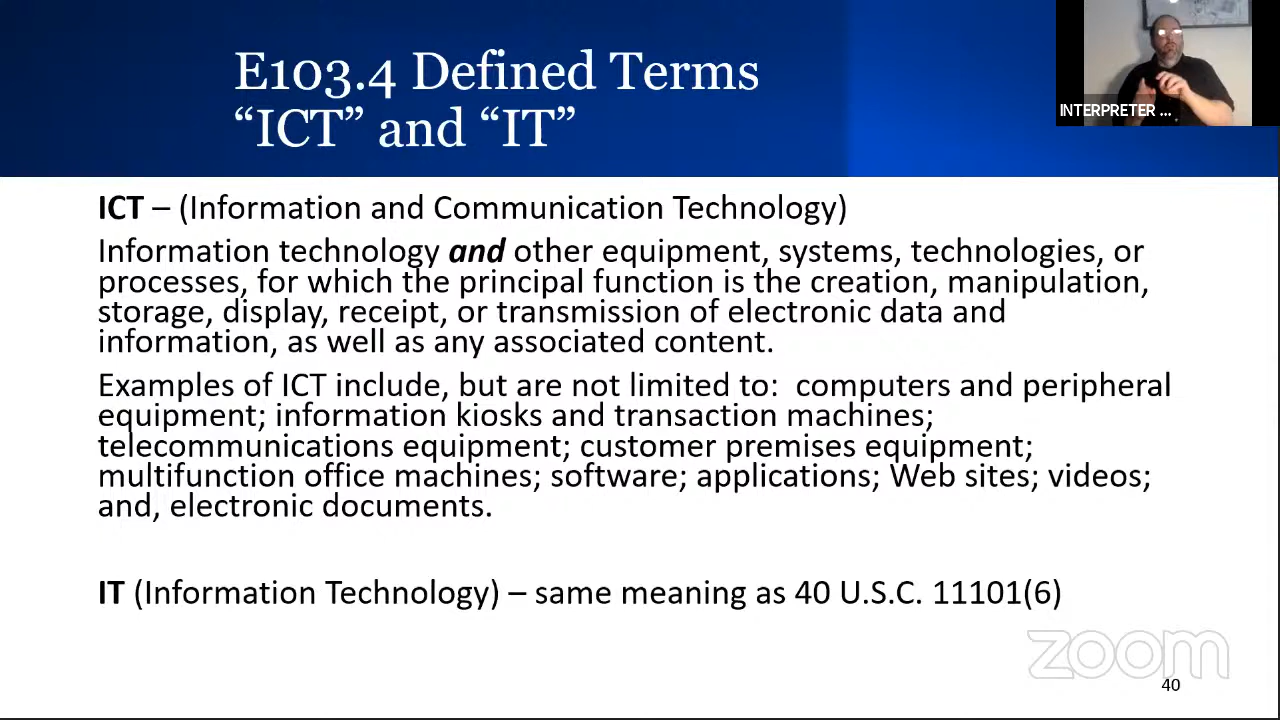 E103.4 Defined Terms
“ICT” and “IT”
INTERPRETER ...
ICT – (Information and Communication Technology)
Information technology and other equipment, systems, technologies, or
processes, for which the principal function is the creation, manipulation,
storage, display, receipt, or transmission of electronic data and
information, as well as any associated content.
Examples of ICT include, but are not limited to:  computers and peripheral
equipment; information kiosks and transaction machines;
telecommunications equipment; customer premises equipment;
multifunction office machines; software; applications; Web sites; videos;
and, electronic documents.
IT (Information Technology) – same meaning as 40 U.S.C. 11101(6)
zoom
40